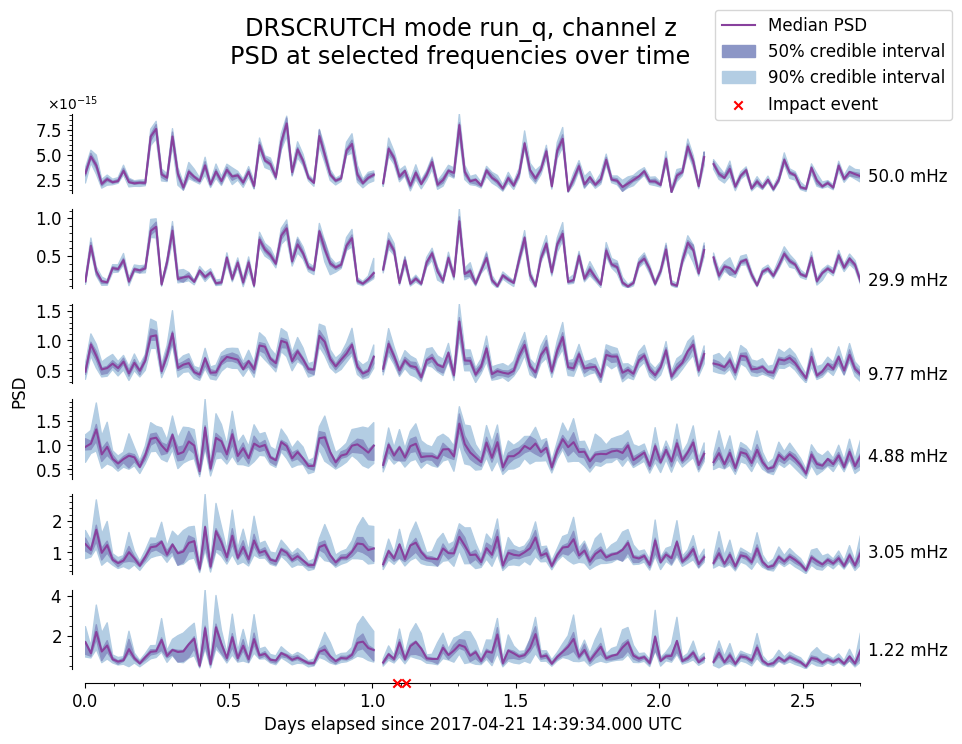 DRSCRUTCH mode run_q, channel z
PSD at selected frequencies over time
Median PSD
50% credible interval
90% credible interval
Impact event
×10⁻¹⁵
7.5
5.0
2.5
50.0 mHz
1.0
0.5
29.9 mHz
1.5
1.0
0.5
9.77 mHz
PSD
1.5
1.0
0.5
4.88 mHz
2
1
3.05 mHz
4
2
1.22 mHz
0.0 0.5 1.0 1.5 2.0 2.5
Days elapsed since 2017-04-21 14:39:34.000 UTC